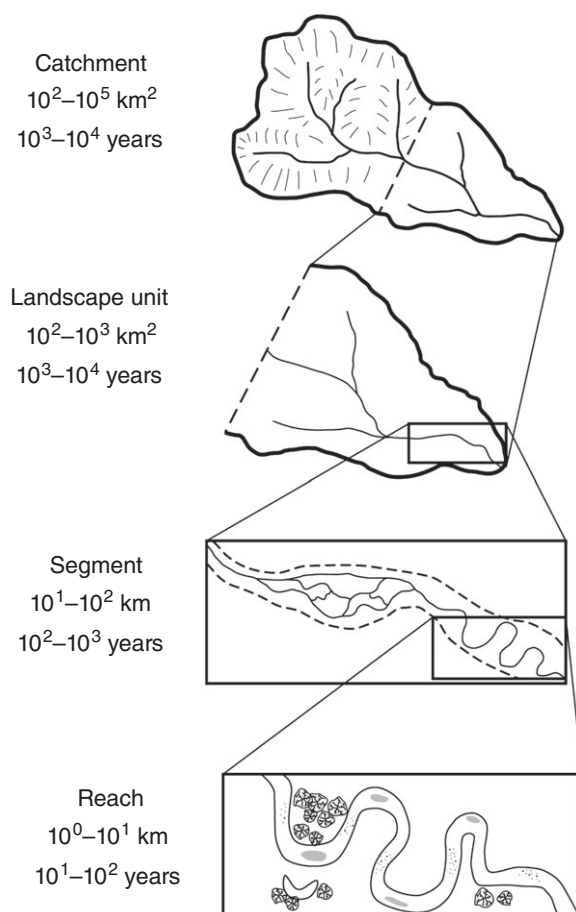 Catchment
10²–10⁵ km²
10³–10⁴ years
Landscape unit
10²–10³ km²
10³–10⁴ years
Segment
10¹–10² km
10²–10³ years
Reach
10⁰–10¹ km
10¹–10² years